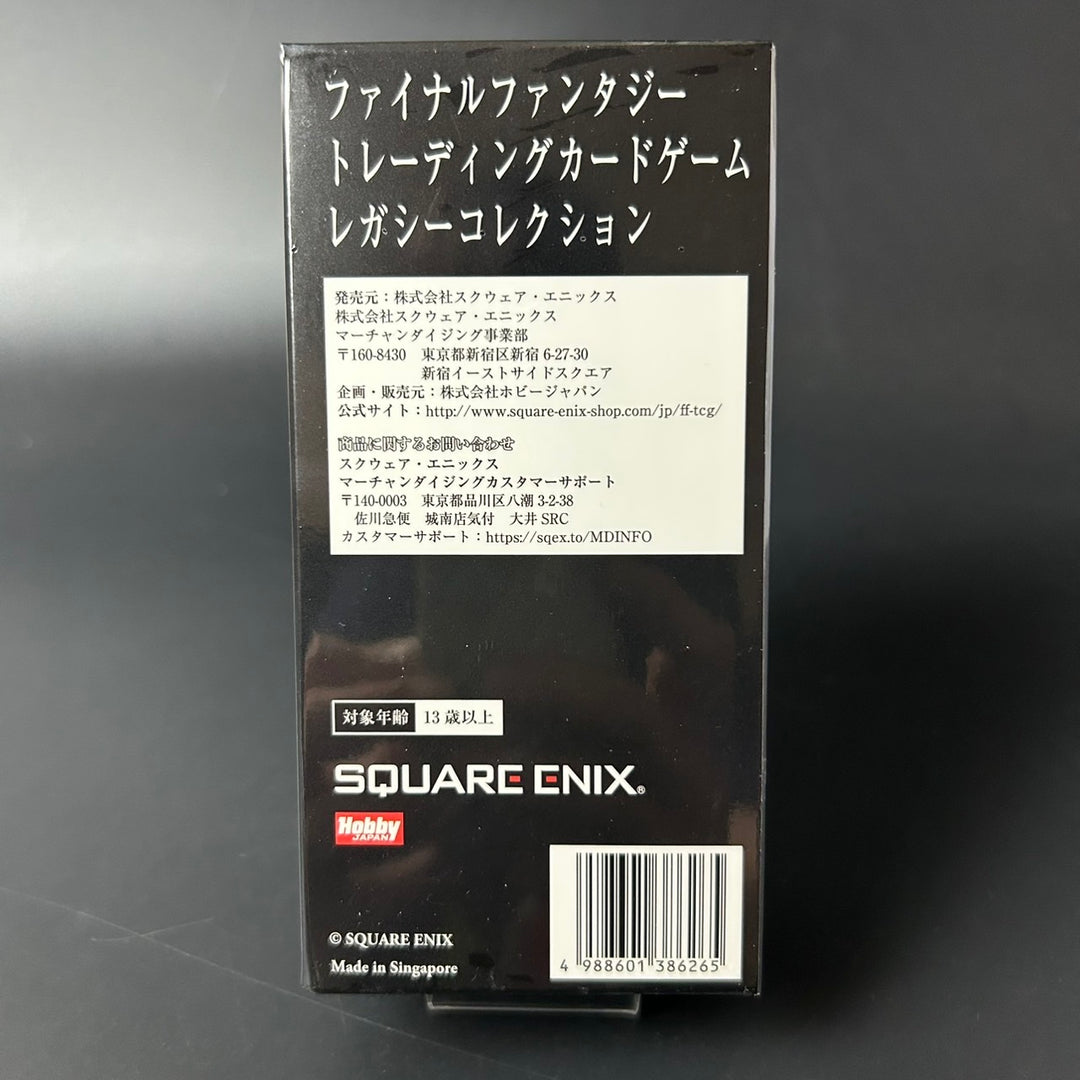 ファイナルファンタジー
トレーディングカードゲーム
レガシーコレクション
発売元：株式会社スクウェア・エニックス
株式会社スクウェア・エニックス
マーチャンダイジング事業部
〒160-8430　東京都新宿区新宿 6-27-30
新宿イーストサイドスクエア
企画・販売元：株式会社ホビージャパン
公式サイト：http://www.square-enix-shop.com/jp/ff-tcg/
商品に関するお問い合わせ
スクウェア・エニックス
マーチャンダイジングカスタマーサポート
〒140-0003　東京都品川区八潮 3-2-38
佐川急便　城南店気付　大井 SRC
カスタマーサポート：https://sqex.to/MDINFO
対象年齢 13 歳以上
SQUARE ENIX®
Hobby
JAPAN
© SQUARE ENIX
Made in Singapore
4 988601 386265